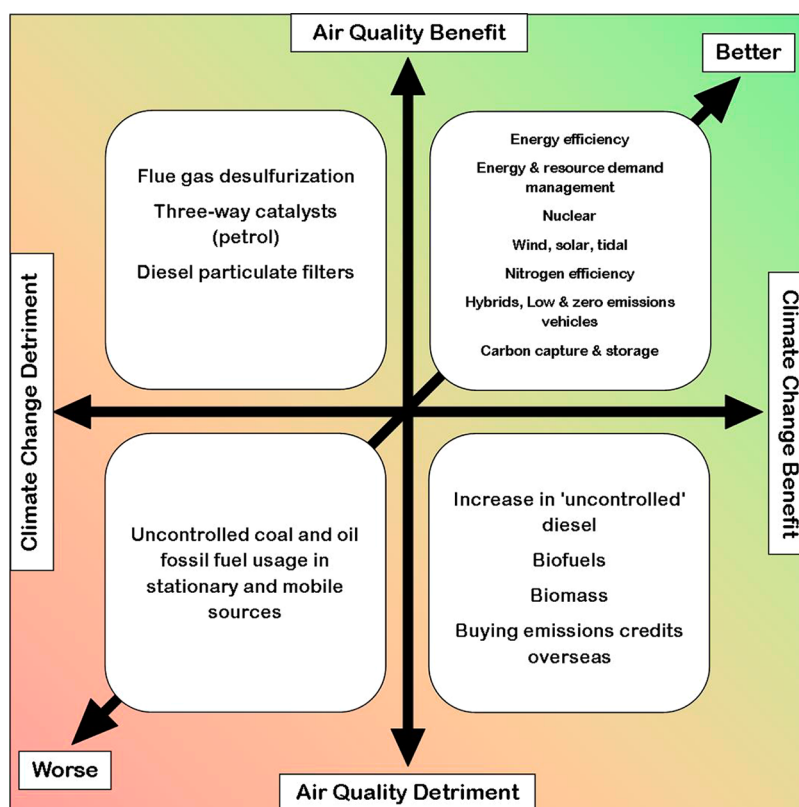 Air Quality Benefit
Better
Flue gas desulfurization
Three-way catalysts
(petrol)
Diesel particulate filters
Energy efficiency
Energy & resource demand
management
Nuclear
Wind, solar, tidal
Nitrogen efficiency
Hybrids, Low & zero emissions
vehicles
Carbon capture & storage
Climate Change Detriment
Climate Change Benefit
Uncontrolled coal and oil
fossil fuel usage in
stationary and mobile
sources
Increase in 'uncontrolled'
diesel
Biofuels
Biomass
Buying emissions credits
overseas
Worse
Air Quality Detriment